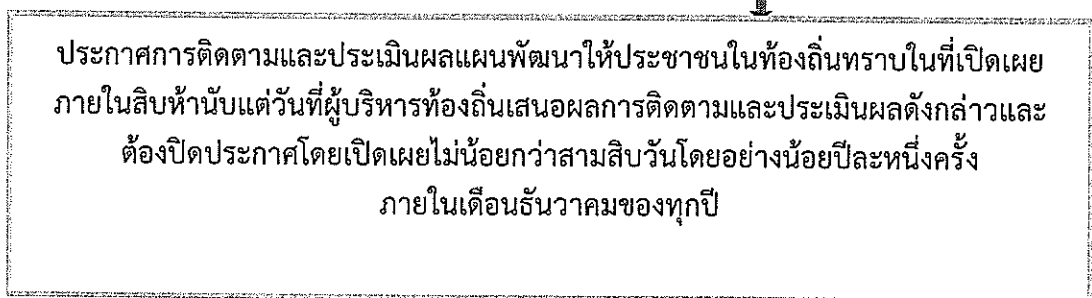 ประกาศการติดตามและประเมินผลแผนพัฒนาให้ประชาชนในท้องถิ่นทราบในที่เปิดเผย
ภายในสิบห้านับแต่วันที่ผู้บริหารท้องถิ่นเสนอผลการติดตามและประเมินผลดังกล่าวและ
ต้องปิดประกาศโดยเปิดเผยไม่น้อยกว่าสามสิบวันโดยอย่างน้อยปีละหนึ่งครั้ง
ภายในเดือนธันวาคมของทุกปี